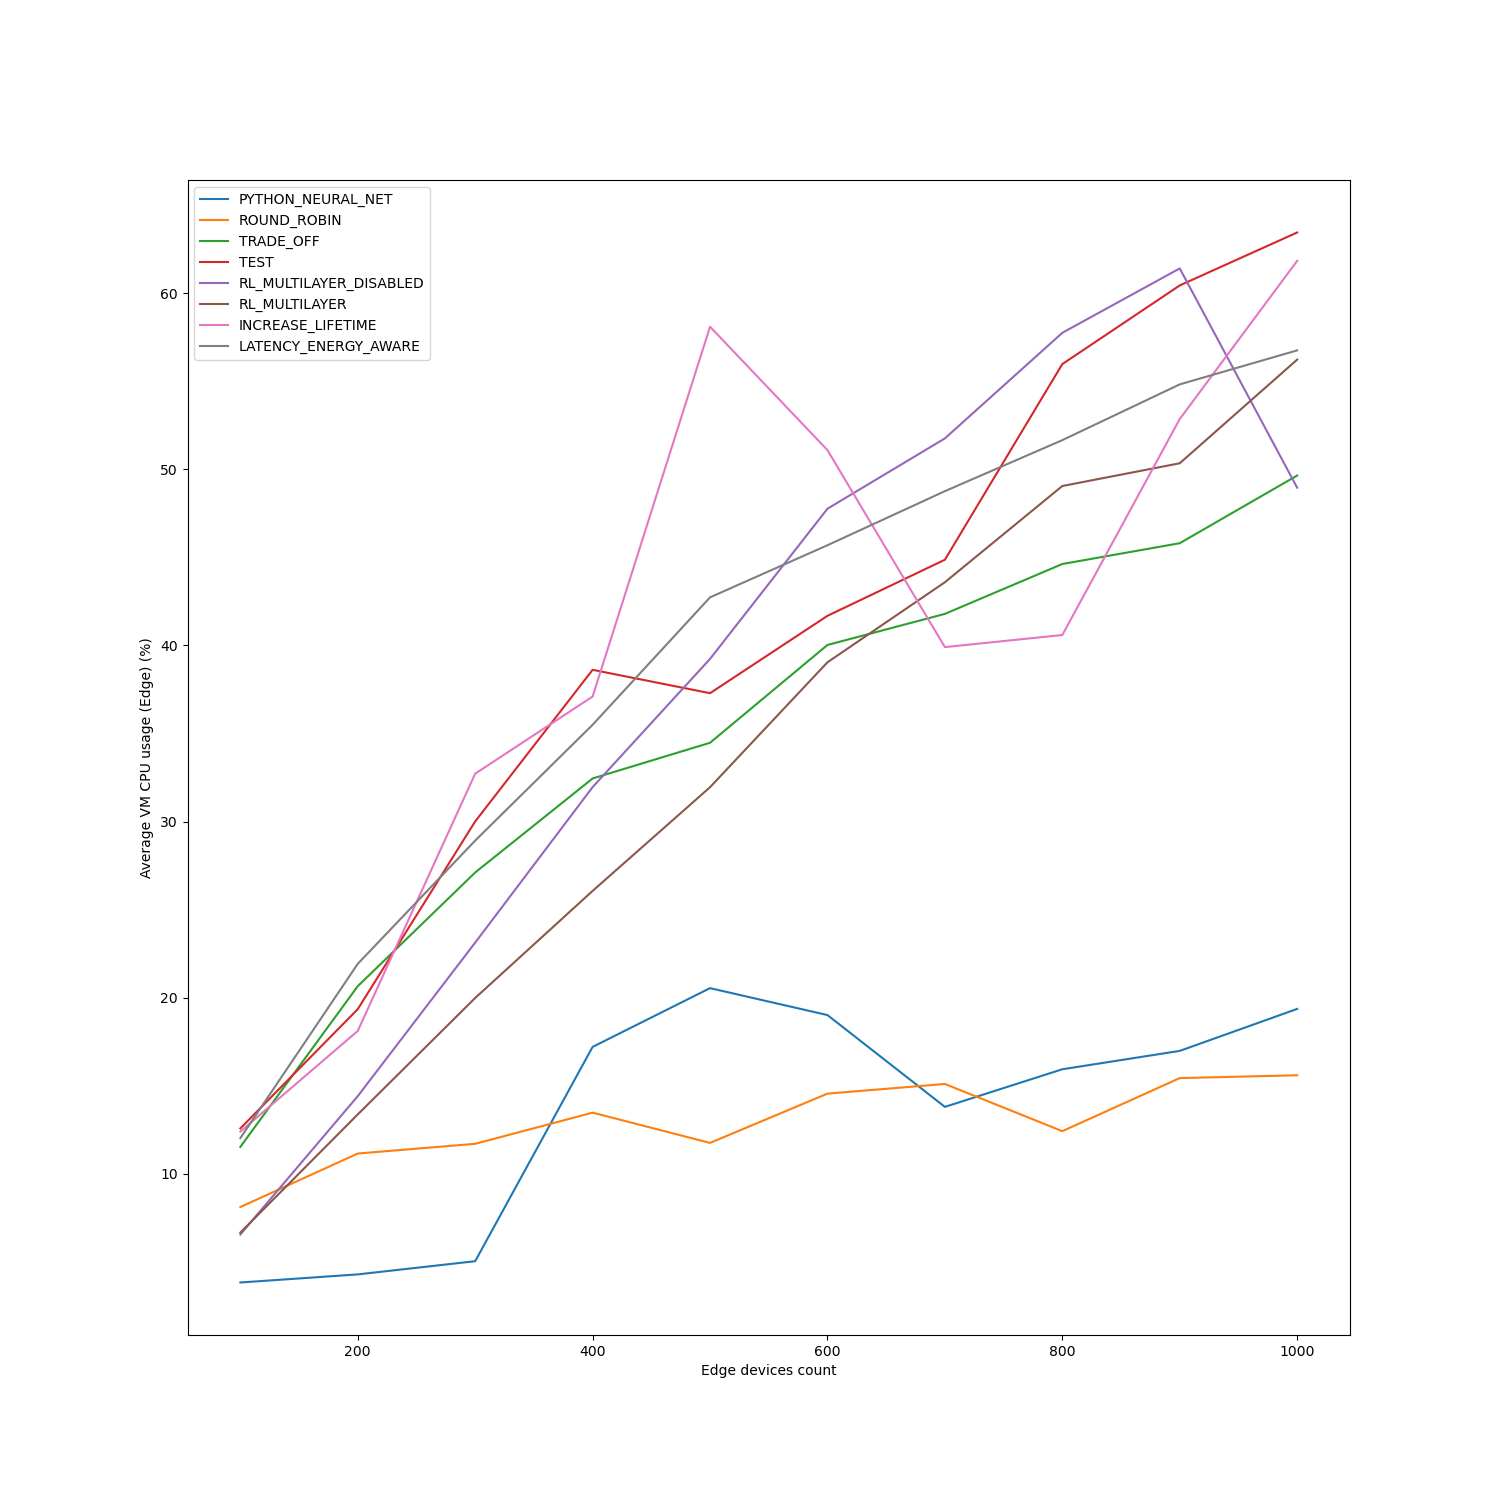 PYTHON_NEURAL_NET
ROUND_ROBIN
TRADE_OFF
TEST
RL_MULTILAYER_DISABLED
RL_MULTILAYER
INCREASE_LIFETIME
LATENCY_ENERGY_AWARE
60
50
40
30
20
10
Average VM CPU usage (Edge) (%)
200 400 600 800 1000
Edge devices count